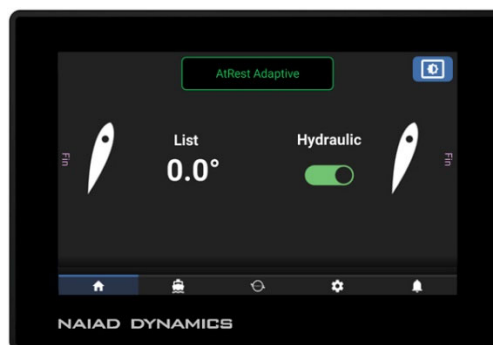 AtRest Adaptive
List
Hydraulic
0.0°
Fin
Fin
NAIAD DYNAMICS